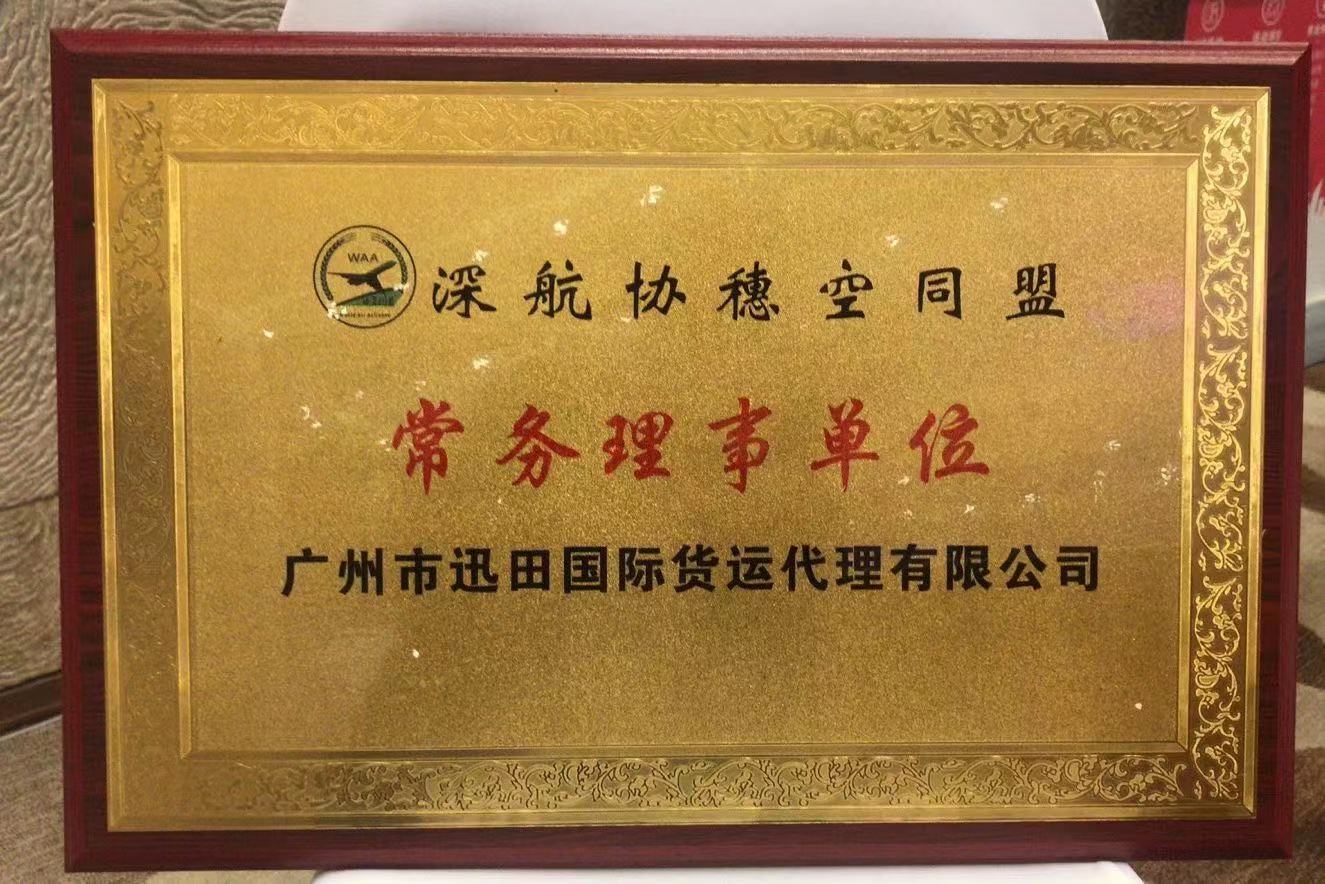 WAA
深航协穗空同盟
常务理事单位
广州市迅田国际货运代理有限公司